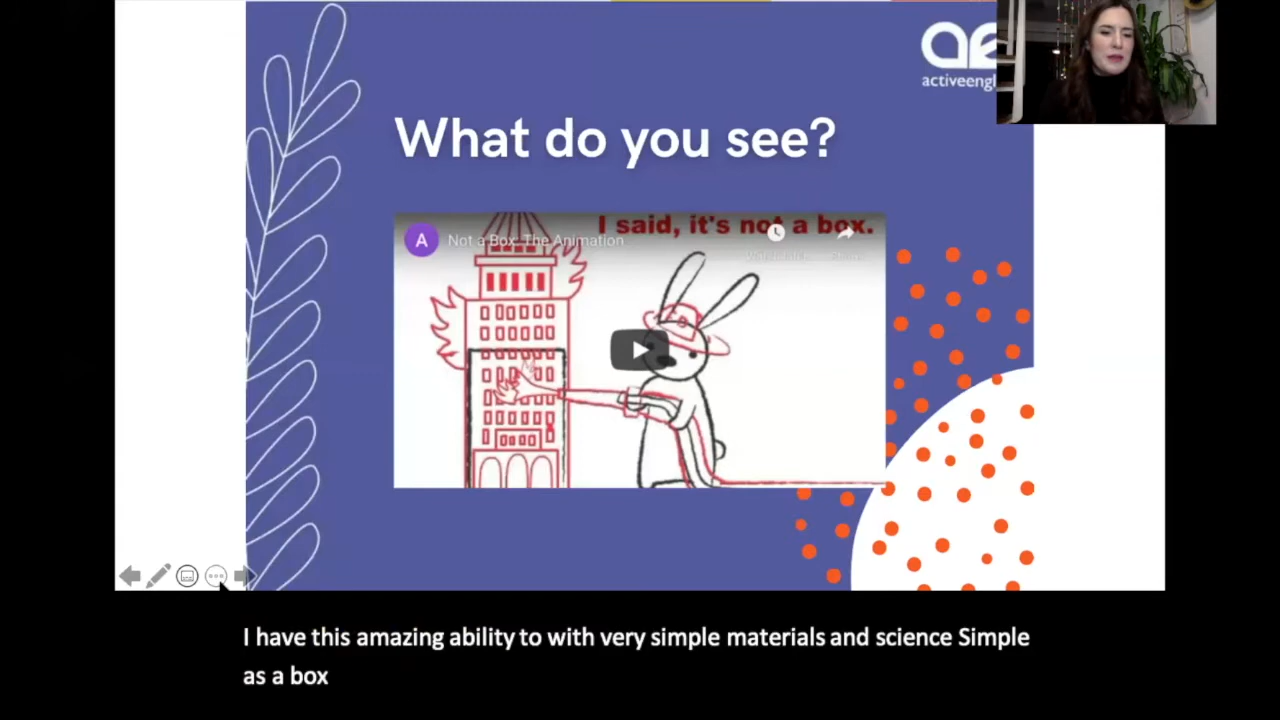 activeengl
What do you see?
I said, it's not a box.
A
Not a Box: The Animation
I have this amazing ability to with very simple materials and science Simple
as a box